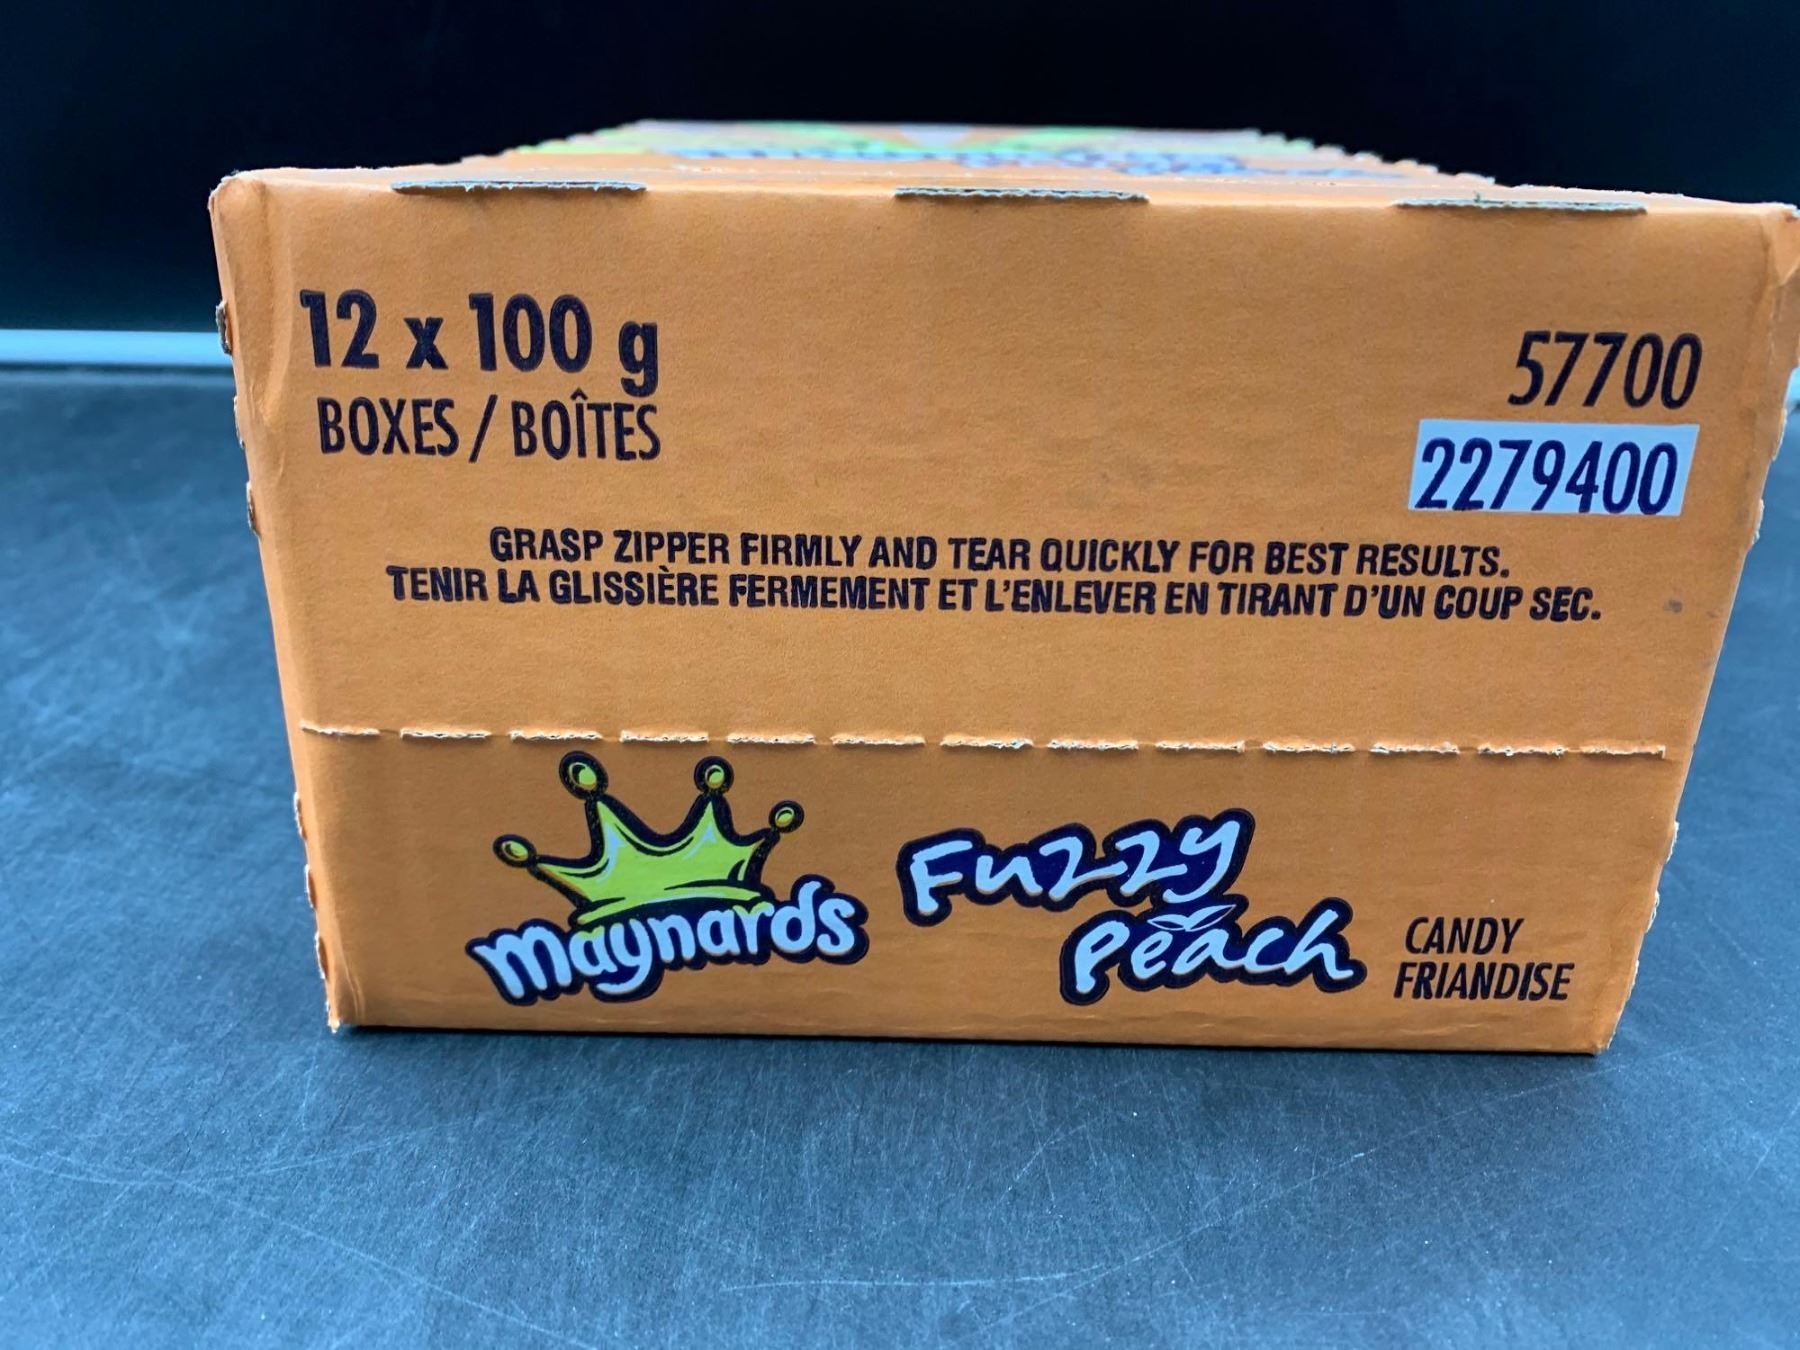 12 x 100 g
BOXES / BOÎTES
57700
2279400
GRASP ZIPPER FIRMLY AND TEAR QUICKLY FOR BEST RESULTS.
TENIR LA GLISSIÈRE FERMEMENT ET L'ENLEVER EN TIRANT D'UN COUP SEC.
maynards
Fuzzy
peach
CANDY
FRIANDISE